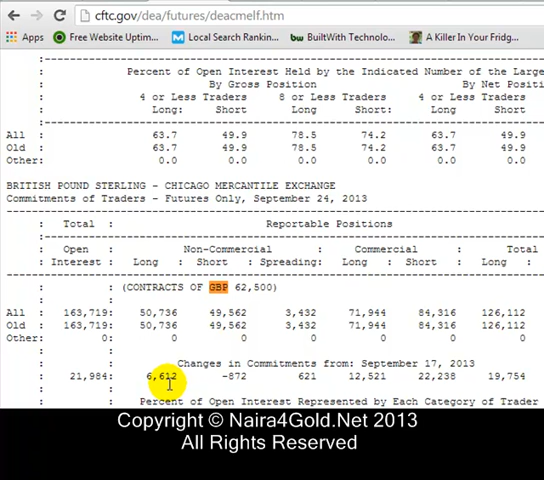 cftc.gov/dea/futures/deacmelf.htm
Apps Free Website Uptim... Local Search Rankin... BuiltWith Technolo... A Killer In Your Fridg...
Percent of Open Interest Held by the Indicated Number of the Large
By Gross Position By Net Positi
4 or Less Traders 8 or Less Traders 4 or Less Traders
Long: Short Long Short: Long Short
All : 63.7 49.9 78.5 74.2 63.7 49.9
Old : 63.7 49.9 78.5 74.2 63.7 49.9
Other: 0.0 0.0 0.0 0.0 0.0 0.0
BRITISH POUND STERLING - CHICAGO MERCANTILE EXCHANGE
Commitments of Traders - Futures Only, September 24, 2013
: Total : Reportable Positions
: Open : Non-Commercial : Commercial : Total
: Interest : Long : Short : Spreading: Long : Short : Long :
: : (CONTRACTS OF GBP 62,500)
All : 163,719: 50,736 49,562 3,432 71,944 84,316 126,112
Old : 163,719: 50,736 49,562 3,432 71,944 84,316 126,112
Other: 0: 0 0 0 0 0 0
: : Changes in Commitments from: September 17, 2013
: 21,984: 6,612 -872 621 12,521 22,238 19,754
: : Percent of Open Interest Represented by Each Category of Trader
Copyright © Naira4Gold.Net 2013
All Rights Reserved